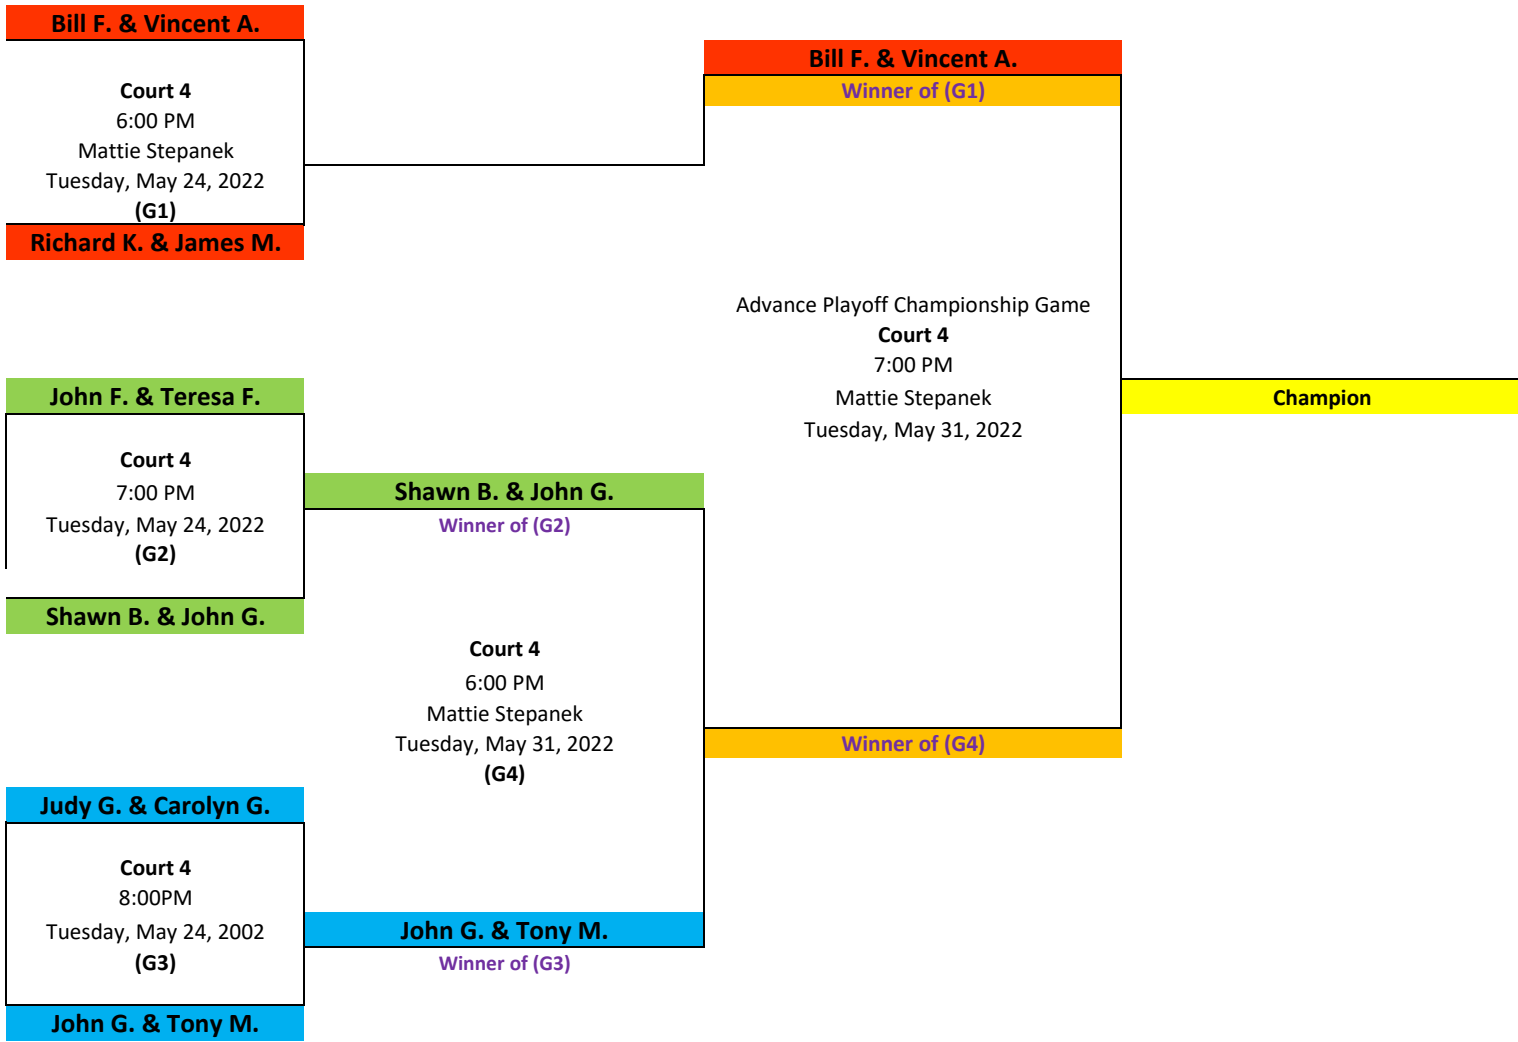 Bill F. & Vincent A.
Court 4
6:00 PM
Mattie Stepanek
Tuesday, May 24, 2022
(G1)
Richard K. & James M.
John F. & Teresa F.
Court 4
7:00 PM
Tuesday, May 24, 2022
(G2)
Shawn B. & John G.
Judy G. & Carolyn G.
Court 4
8:00PM
Tuesday, May 24, 2002
(G3)
John G. & Tony M.
Shawn B. & John G.
Winner of (G2)
Court 4
6:00 PM
Mattie Stepanek
Tuesday, May 31, 2022
(G4)
John G. & Tony M.
Winner of (G3)
Bill F. & Vincent A.
Winner of (G1)
Advance Playoff Championship Game
Court 4
7:00 PM
Mattie Stepanek
Tuesday, May 31, 2022
Winner of (G4)
Champion